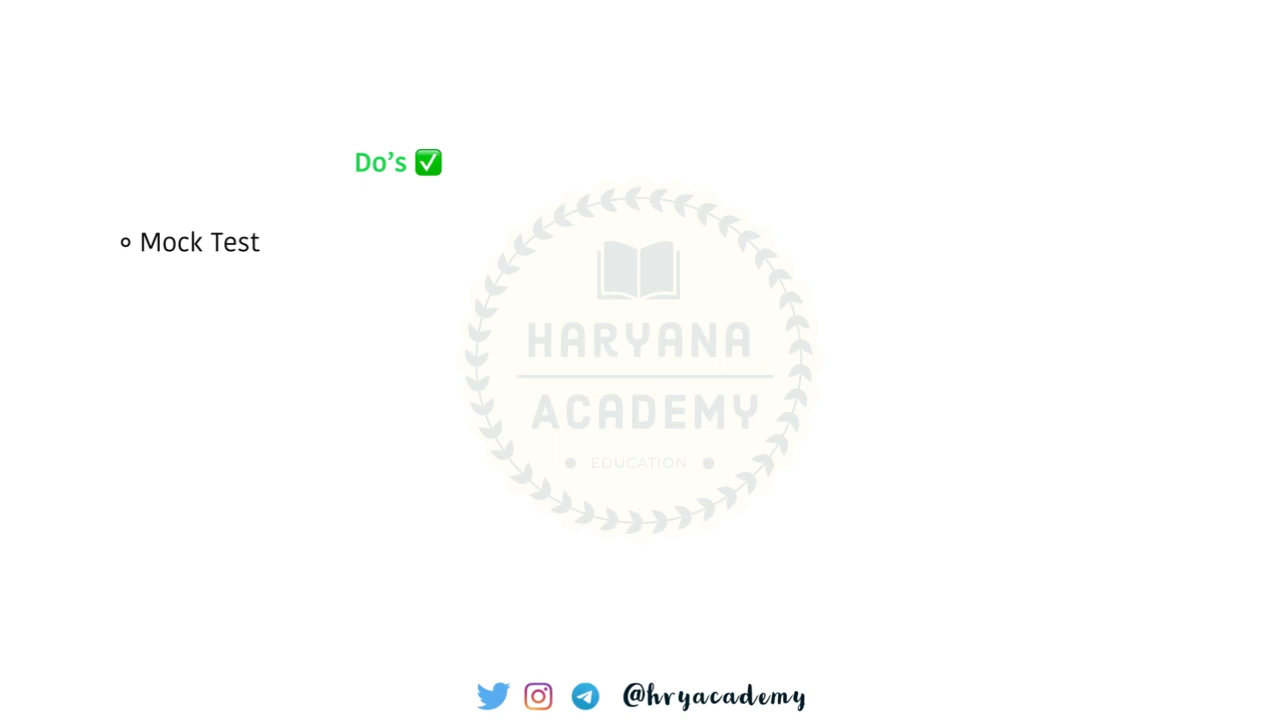 Do's ✅
∘ Mock Test
HARYANA
ACADEMY
EDUCATION
@hryacademy